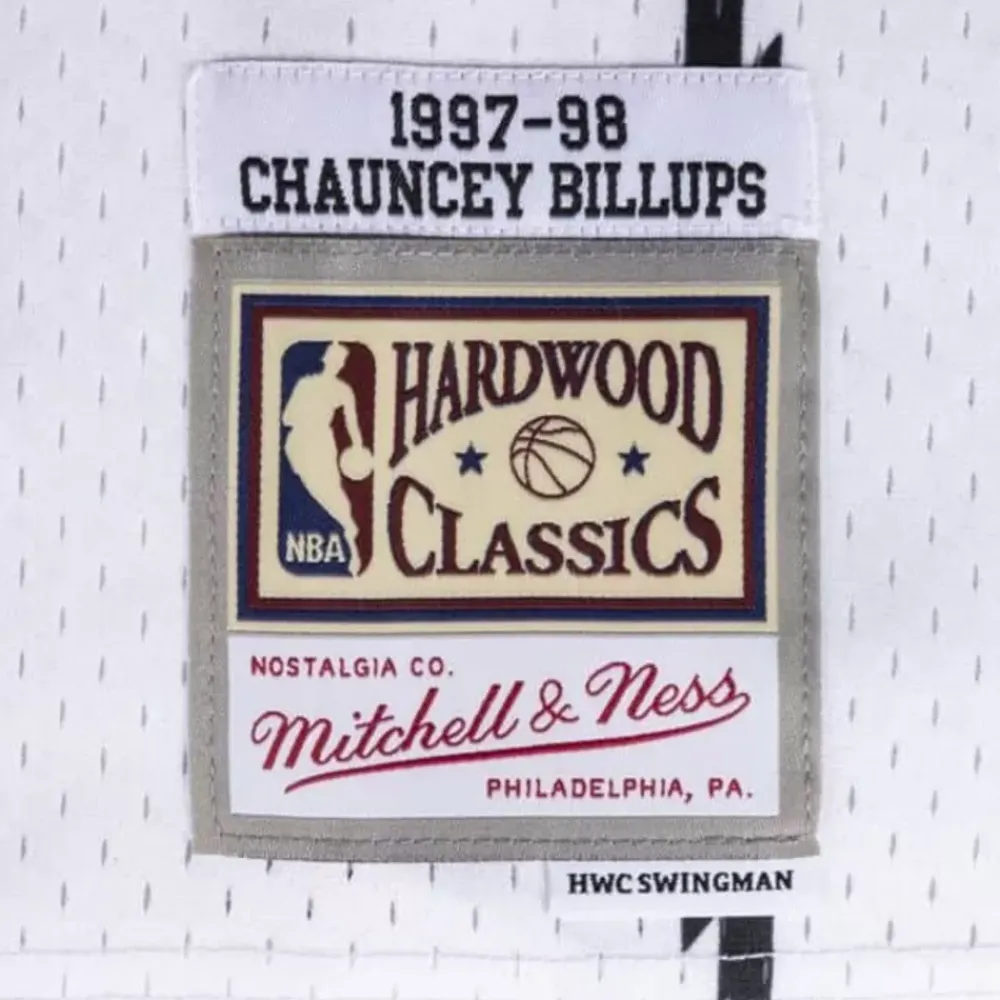 1997-98
CHAUNCEY BILLUPS
HARDWOOD
CLASSICS
NBA
NOSTALGIA CO.
Mitchell & Ness
PHILADELPHIA, PA.
HWC SWINGMAN